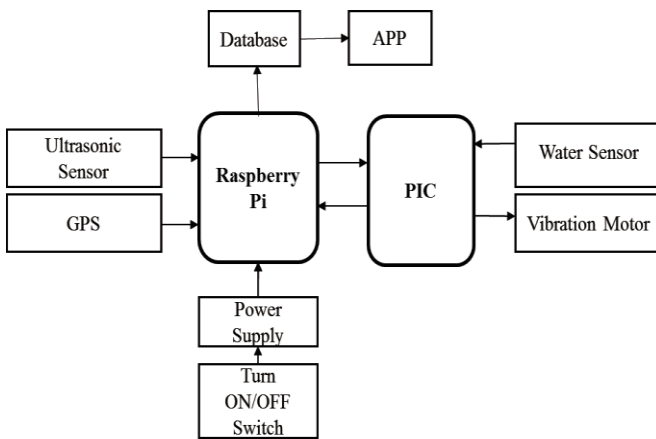 Database
APP
Ultrasonic
Sensor
GPS
Raspberry
Pi
PIC
Water Sensor
Vibration Motor
Power
Supply
Turn
ON/OFF
Switch